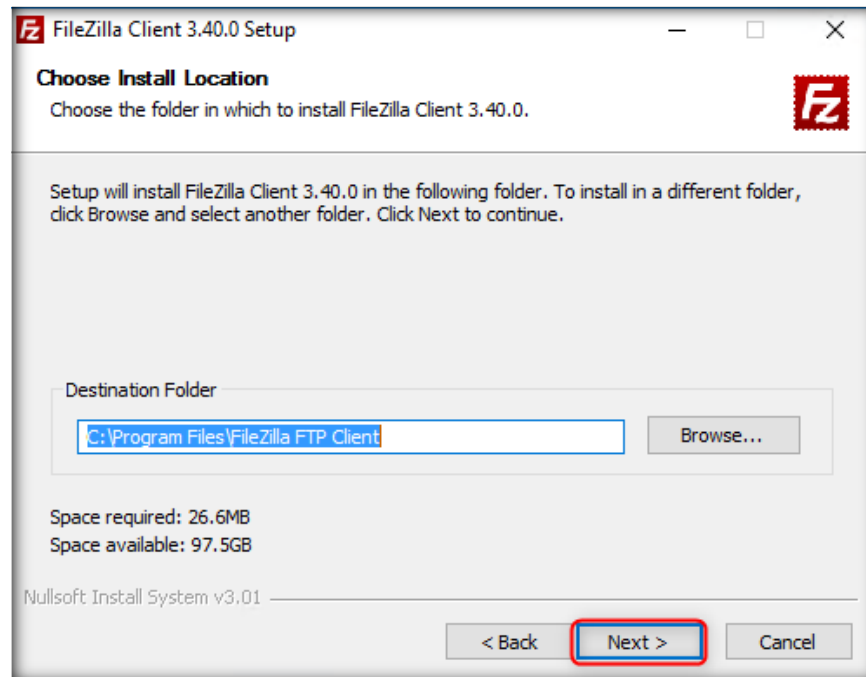 FileZilla Client 3.40.0 Setup
Choose Install Location
Choose the folder in which to install FileZilla Client 3.40.0.
Setup will install FileZilla Client 3.40.0 in the following folder. To install in a different folder,
click Browse and select another folder. Click Next to continue.
Destination Folder
C:\Program Files\FileZilla FTP Client
Browse...
Space required: 26.6MB
Space available: 97.5GB
Nullsoft Install System v3.01
< Back
Next >
Cancel